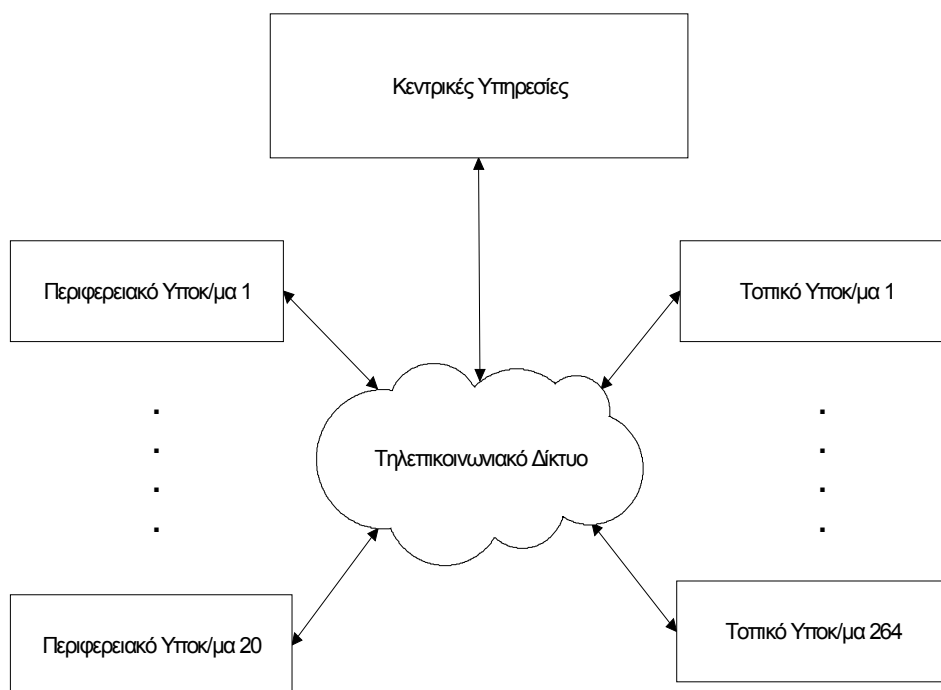 Κεντρικές Υπηρεσίες
Περιφερειακό Υποκ/μα 1
Τοπικό Υποκ/μα 1
Τηλεπικοινωνιακό Δίκτυο
Περιφερειακό Υποκ/μα 20
Τοπικό Υποκ/μα 264